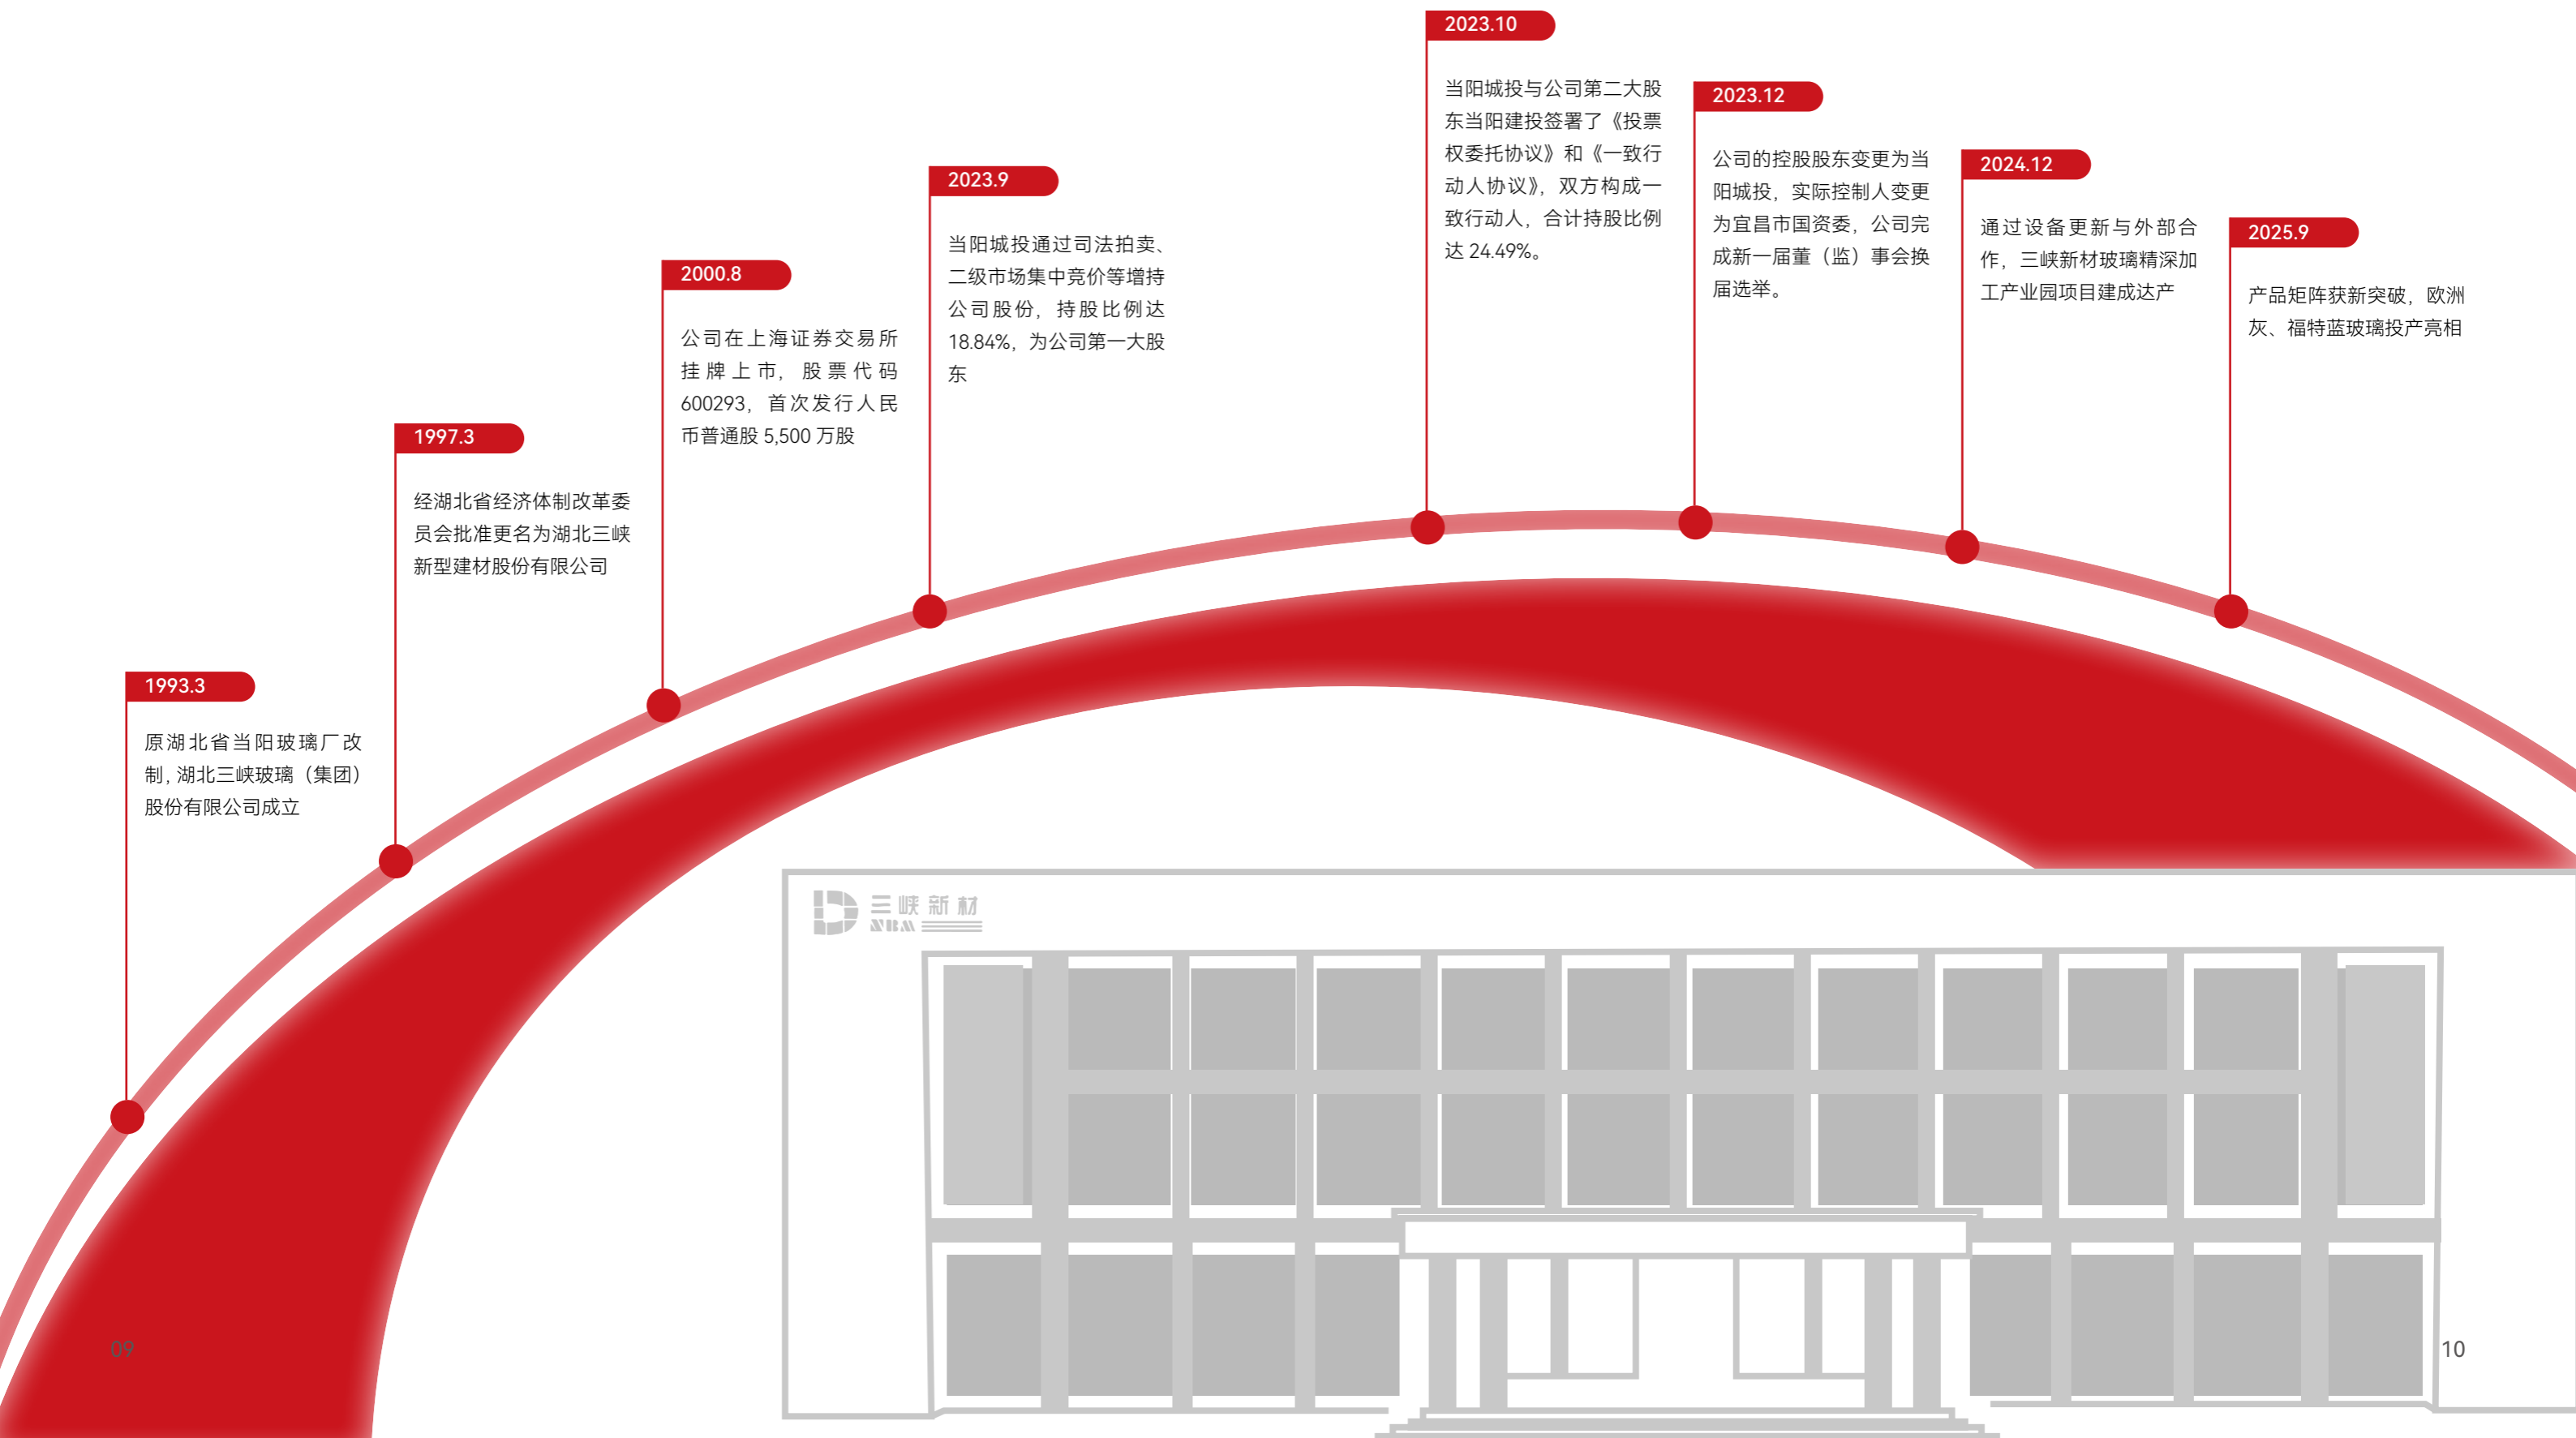 1993.3
原湖北省当阳玻璃厂改
制，湖北三峡玻璃（集团）
股份有限公司成立
1997.3
经湖北省经济体制改革委
员会批准更名为湖北三峡
新型建材股份有限公司
2000.8
公司在上海证券交易所
挂牌上市，股票代码
600293，首次发行人民
币普通股 5,500 万股
2023.9
当阳城投通过司法拍卖、
二级市场集中竞价等增持
公司股份，持股比例达
18.84%，为公司第一大股
东
2023.10
当阳城投与公司第二大股
东当阳建投签署了《投票
权委托协议》和《一致行
动人协议》，双方构成一
致行动人，合计持股比例
达 24.49%。
2023.12
公司的控股股东变更为当
阳城投，实际控制人变更
为宜昌市国资委，公司完
成新一届董（监）事会换
届选举。
2024.12
通过设备更新与外部合
作，三峡新材玻璃精深加
工产业园项目建成达产
2025.9
产品矩阵获新突破，欧洲
灰、福特蓝玻璃投产亮相
三峡新材
09
10